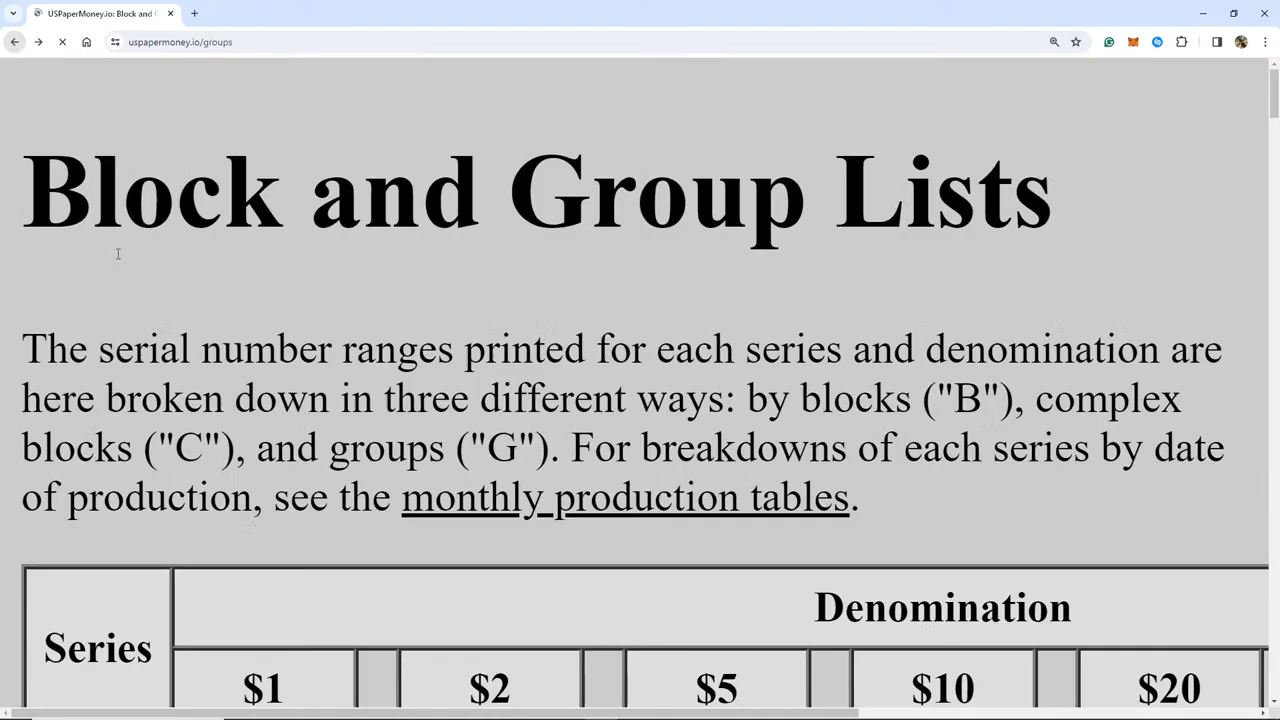 USPaperMoney.io: Block and
uspapermoney.io/groups
Block and Group Lists
The serial number ranges printed for each series and denomination are
here broken down in three different ways: by blocks ("B"), complex
blocks ("C"), and groups ("G"). For breakdowns of each series by date
of production, see the monthly production tables.
Denomination
Series
$1 $2 $5 $10 $20